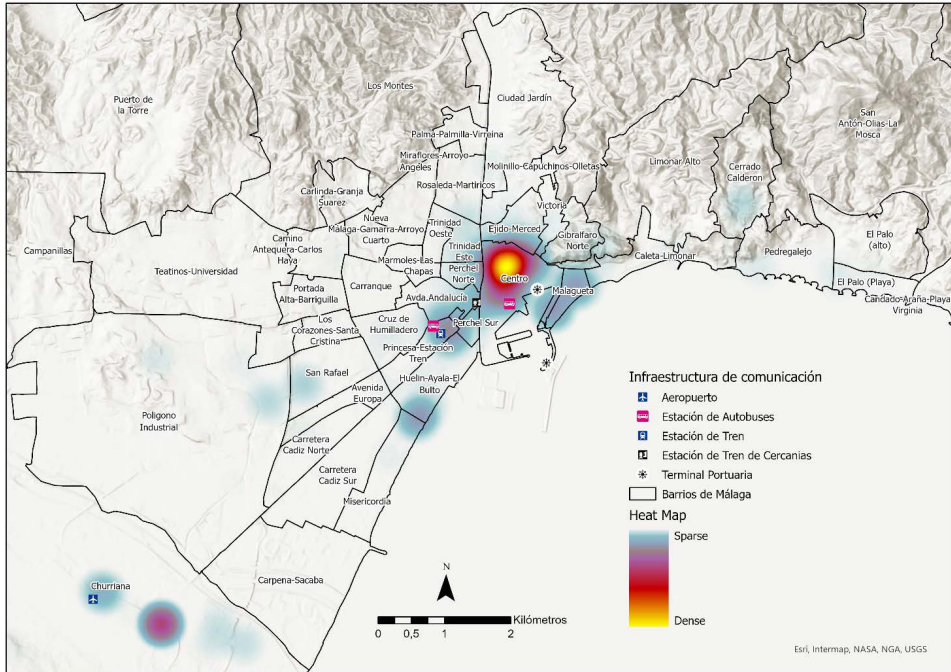 Los Montes
Puerto de
la Torre
Ciudad Jardín
San
Antón-Olias-La
Mosca
Palma-Palmilla-Virreina
Miraflores-Arroyo
Angeles
Molinillo-Capuchinos-Olletas
Limonar Alto
Cerrado
Calderon
Rosaleda-Martiricos
Carlinda-Granja
Suarez
Victoria
Nueva
Malaga-Gamarra-Arroyo
Cuarto
Trinidad
Oeste
Ejido-Merced
Gibralfaro
Norte
El Palo
(alto)
Camino
Antequera-Carlos
Haya
Campanillas
Trinidad
Este
Pedregalejo
Caleta-Limonar
Teatinos-Universidad
Marmoles-Las
Chapas
Perchel
Norte
Centro
El Palo (Playa)
Portada
Alta-Barriguilla
Carranque
Malagueta
Candado-Araña-Playa
Virginia
Avda.Andalucia
Los
Corazones-Santa
Cristina
Cruz de
Humilladero
Perchel Sur
Princesa-Estación
Tren
San Rafael
Avenida
Europa
Huelin-Ayala-El
Bulto
Poligono
Industrial
Carretera
Cadiz Norte
Carretera
Cadiz Sur
Misericordia
Churriana
Carpena-Sacaba
N
Kilómetros
0 0,5 1 2
Infraestructura de comunicación
Aeropuerto
Estación de Autobuses
Estación de Tren
Estación de Tren de Cercanias
Terminal Portuaria
Barrios de Málaga
Heat Map
Sparse
Dense
Esri, Intermap, NASA, NGA, USGS